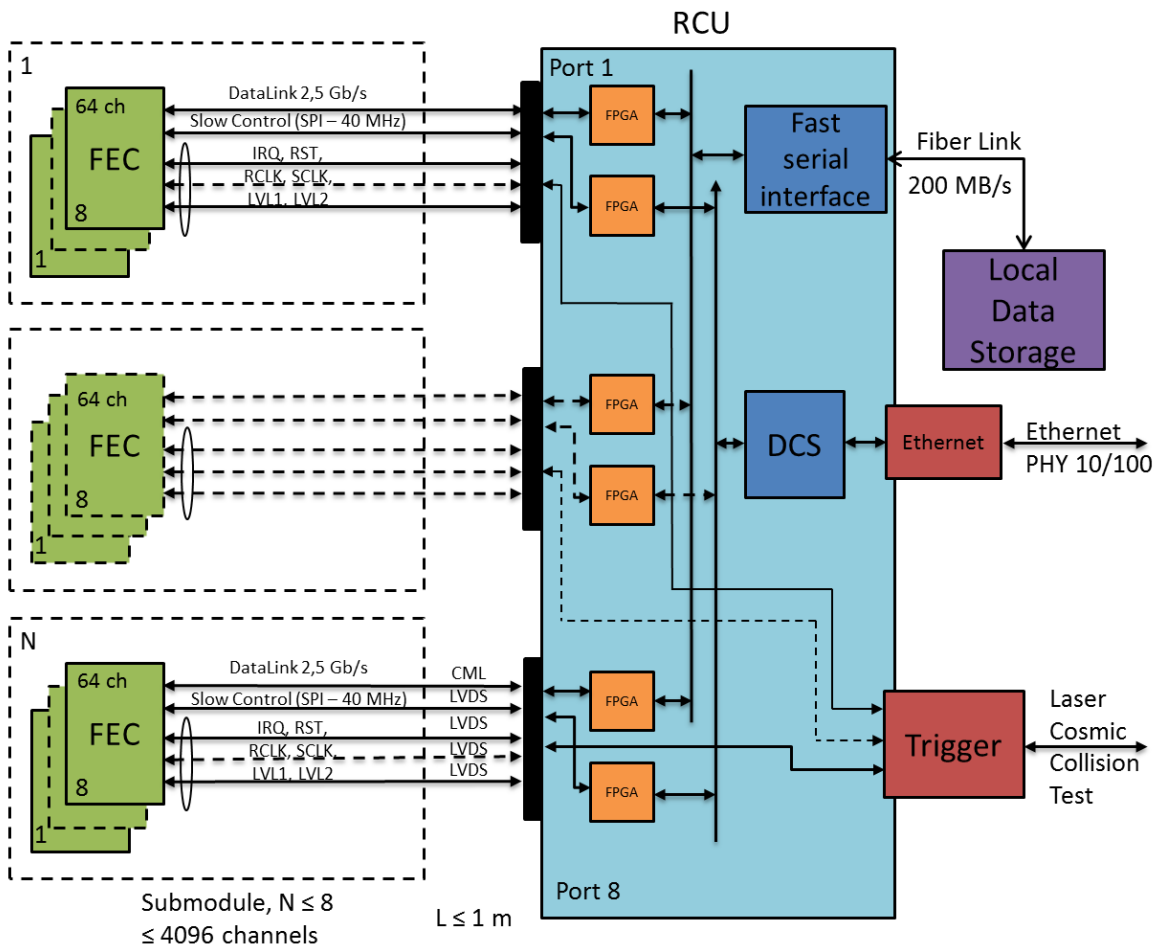 RCU
1
64 ch
FEC
8
1
DataLink 2,5 Gb/s
Slow Control (SPI – 40 MHz)
IRQ, RST,
RCLK, SCLK,
LVL1, LVL2
Port 1
FPGA
FPGA
Fast
serial
interface
Fiber Link
200 MB/s
Local
Data
Storage
64 ch
FEC
8
1
FPGA
FPGA
DCS
Ethernet
Ethernet
PHY 10/100
N
64 ch
FEC
8
1
DataLink 2,5 Gb/s
CML
Slow Control (SPI – 40 MHz)
LVDS
IRQ, RST,
LVDS
RCLK, SCLK,
LVDS
LVL1, LVL2
LVDS
FPGA
FPGA
Trigger
Laser
Cosmic
Collision
Test
Port 8
Submodule, N ≤ 8
≤ 4096 channels
L ≤ 1 m